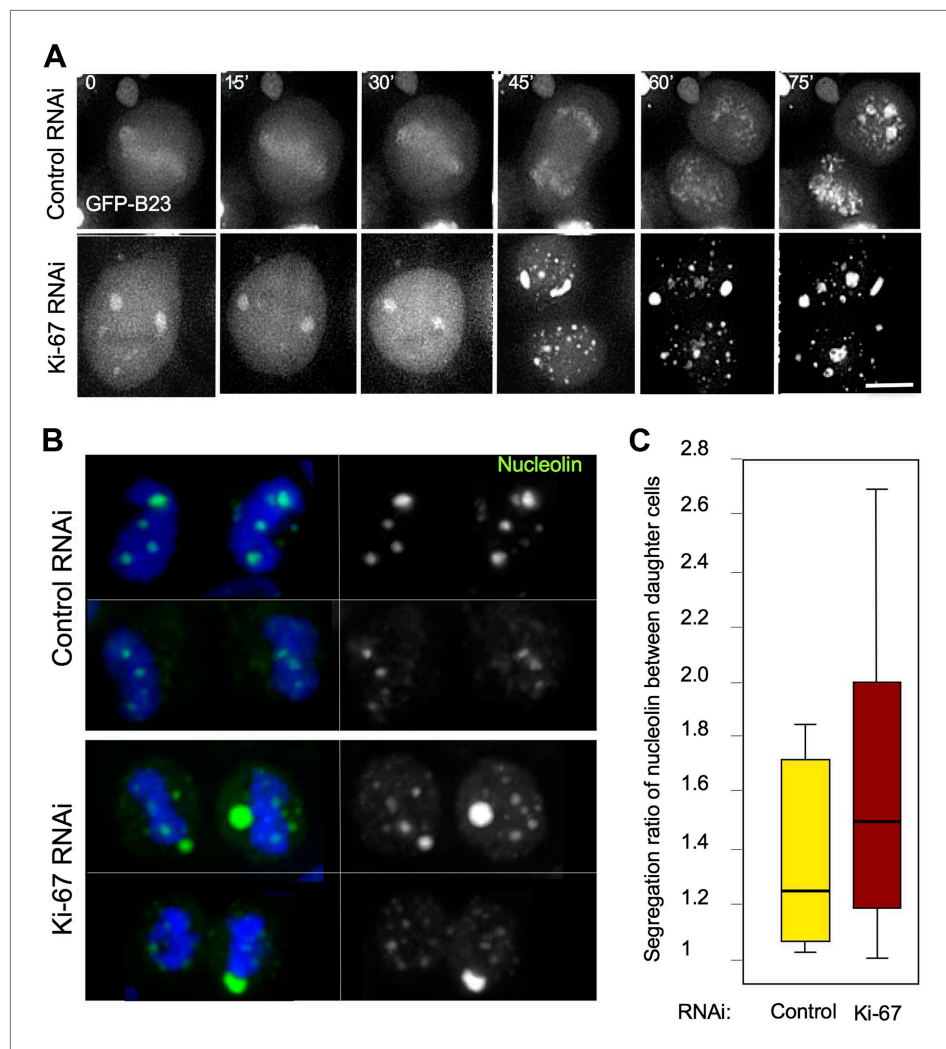 A
0
15'
30'
45'
60'
75'
Control RNAi
GFP-B23
Ki-67 RNAi
B
Nucleolin
Control RNAi
Ki-67 RNAi
C
Segregation ratio of nucleolin between daughter cells
2.8
2.6
2.4
2.2
2.0
1.8
1.6
1.4
1.2
1
RNAi: Control Ki-67